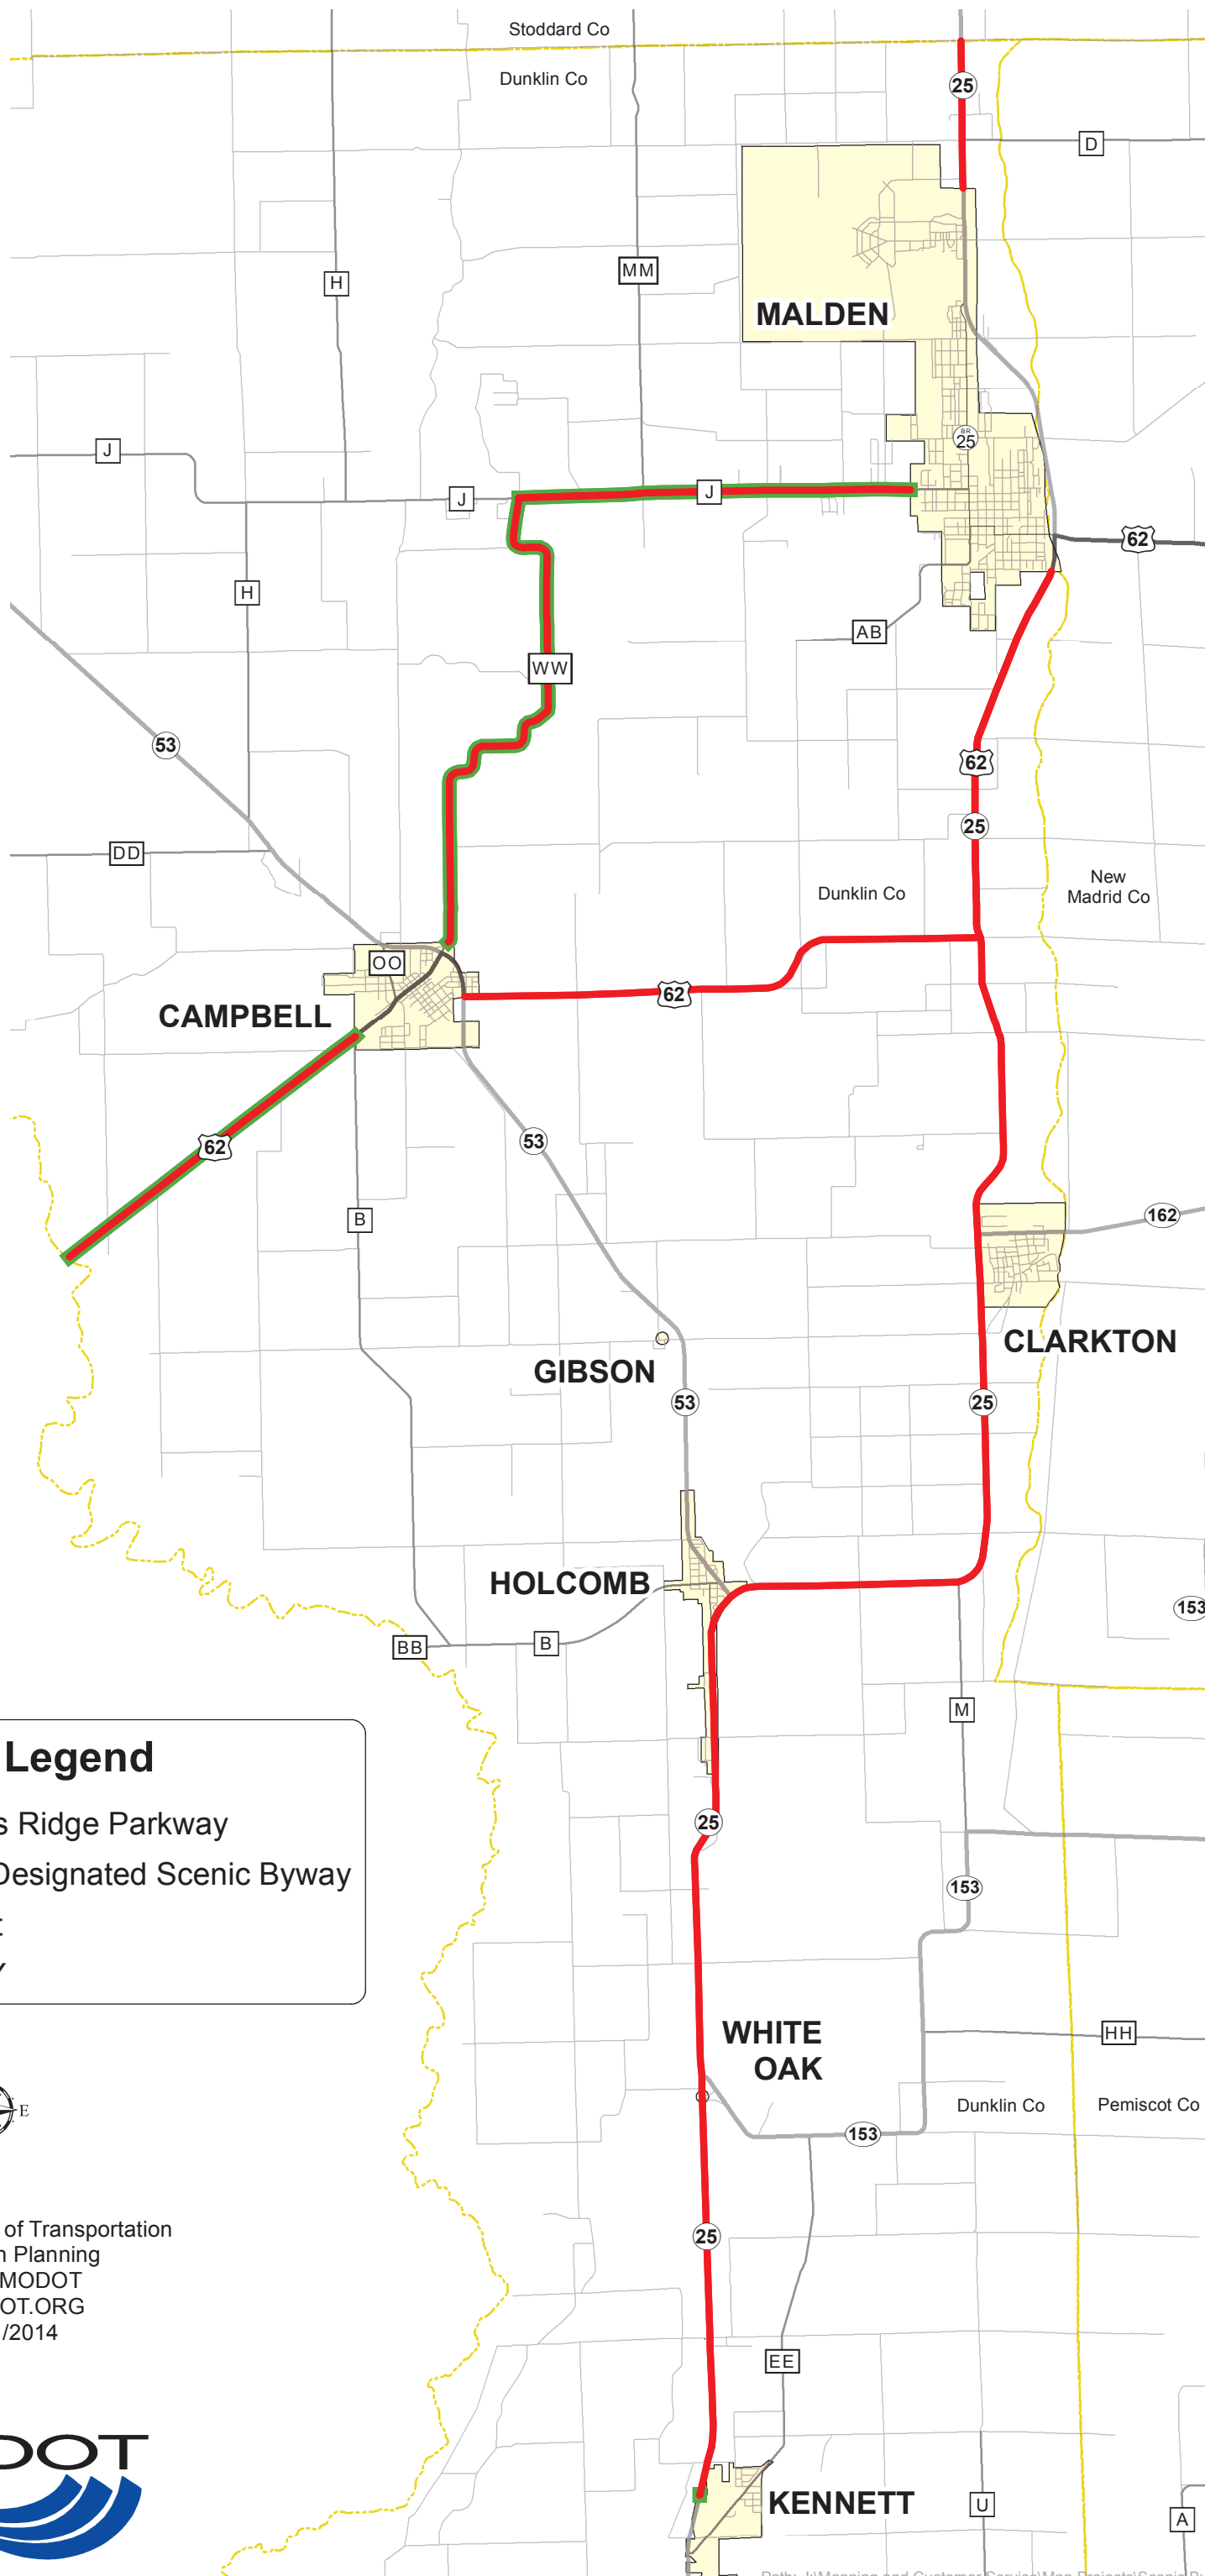 Stoddard Co
Dunklin Co
25
D
H
MM
MALDEN
BR
25
J
J
J
62
H
AB
WW
53
62
25
DD
Dunklin Co
New
Madrid Co
OO
CAMPBELL
62
62
53
B
162
CLARKTON
GIBSON
53
25
HOLCOMB
153
BB
B
M
Legend
s Ridge Parkway
Designated Scenic Byway
25
153
WHITE
OAK
HH
E
Dunklin Co
Pemiscot Co
153
of Transportation
n Planning
MODOT
OT.ORG
/2014
25
EE
DOT
KENNETT
U
A